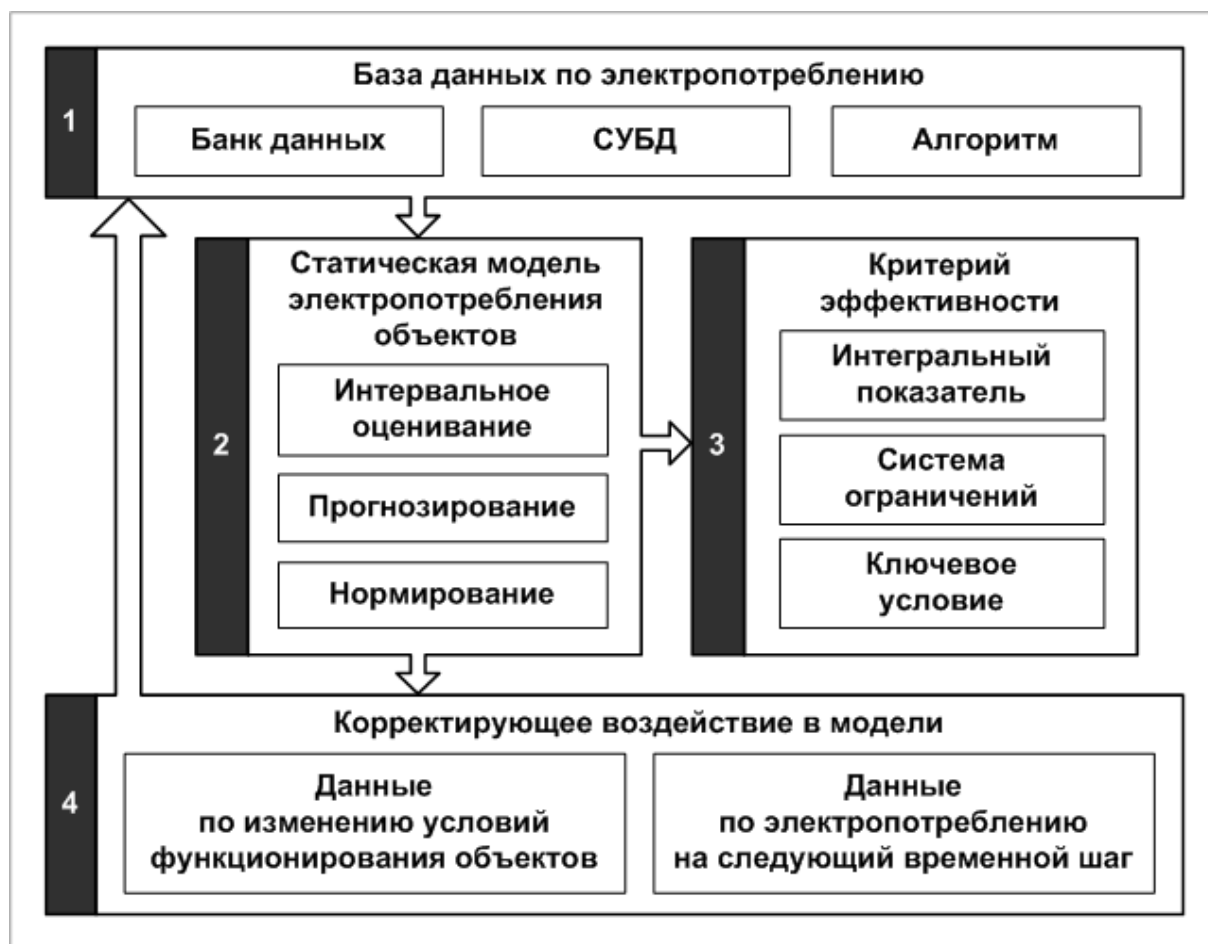 1
База данных по электропотреблению
Банк данных
СУБД
Алгоритм
2
Статическая модель
электропотребления
объектов
Интервальное
оценивание
Прогнозирование
Нормирование
3
Критерий
эффективности
Интегральный
показатель
Система
ограничений
Ключевое
условие
4
Корректирующее воздействие в модели
Данные
по изменению условий
функционирования объектов
Данные
по электропотреблению
на следующий временной шаг